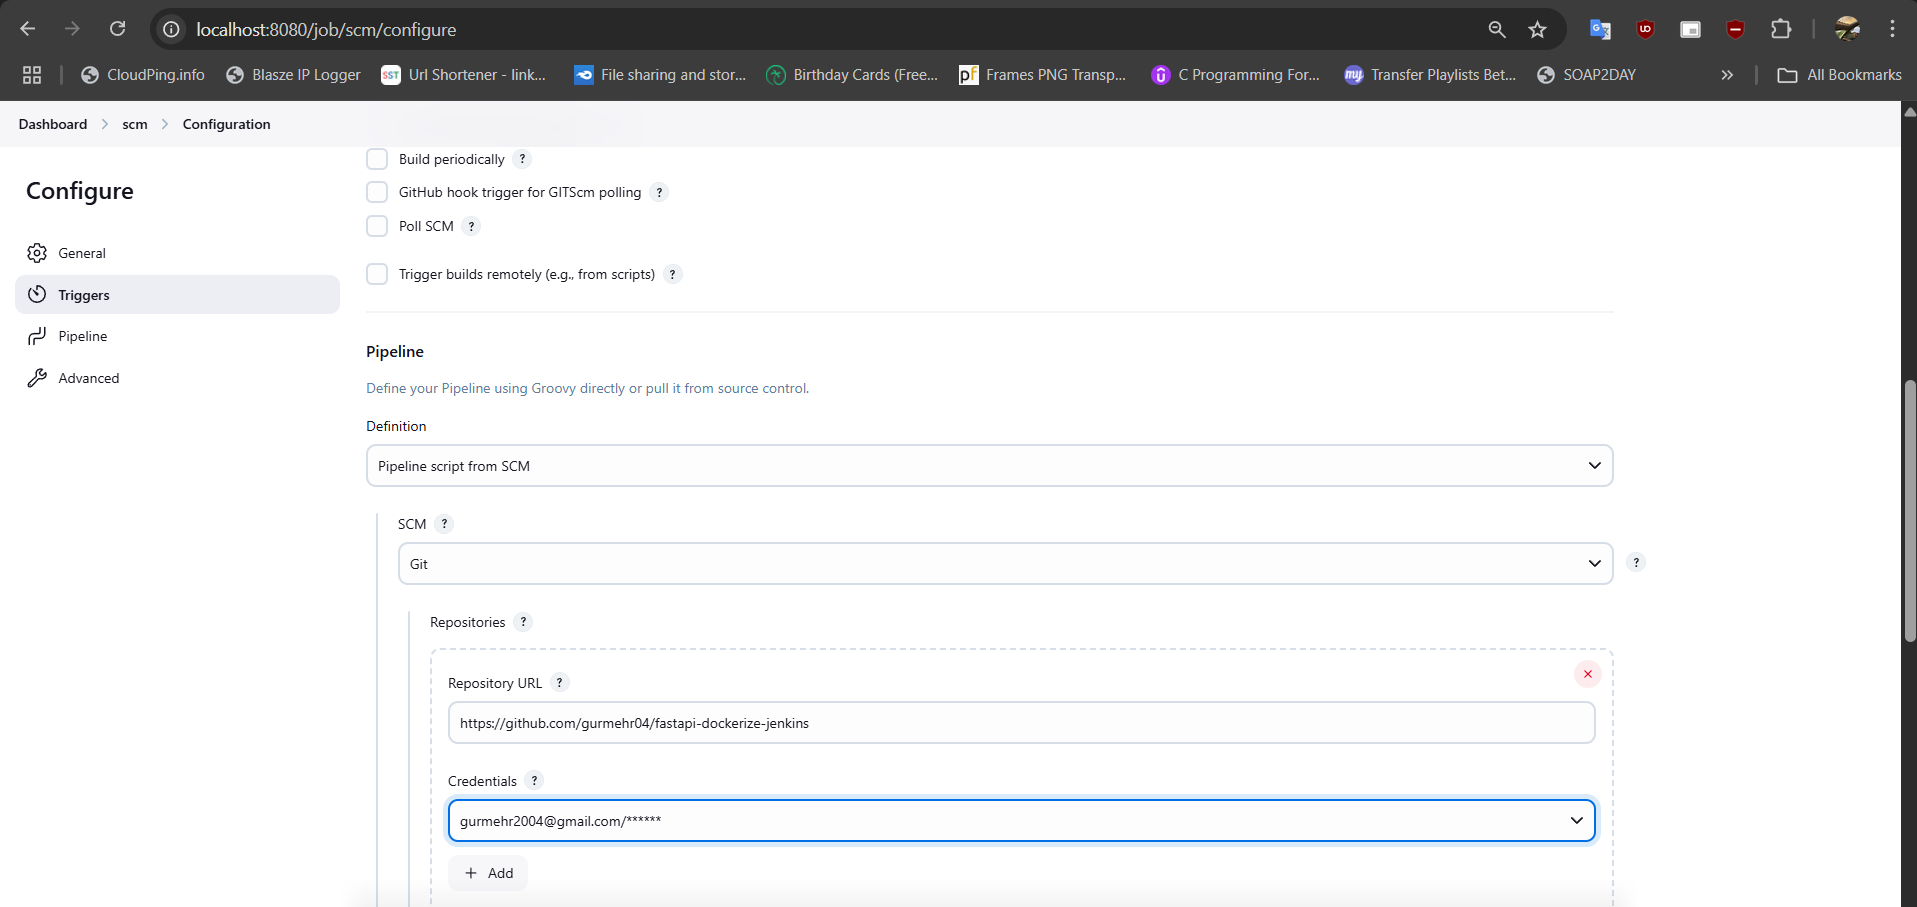 localhost:8080/job/scm/configure
CloudPing.info
Blasze IP Logger
SST
Url Shortener - link...
File sharing and stor...
Birthday Cards (Free...
pf
Frames PNG Transp...
C Programming For...
my
Transfer Playlists Bet...
SOAP2DAY
»
All Bookmarks
Dashboard > scm > Configuration
Configure
General
Triggers
Pipeline
Advanced
Build periodically ?
GitHub hook trigger for GITScm polling ?
Poll SCM ?
Trigger builds remotely (e.g., from scripts) ?
Pipeline
Define your Pipeline using Groovy directly or pull it from source control.
Definition
Pipeline script from SCM
SCM ?
Git
?
Repositories ?
Repository URL ?
https://github.com/gurmehr04/fastapi-dockerize-jenkins
Credentials ?
gurmehr2004@gmail.com/******
+ Add